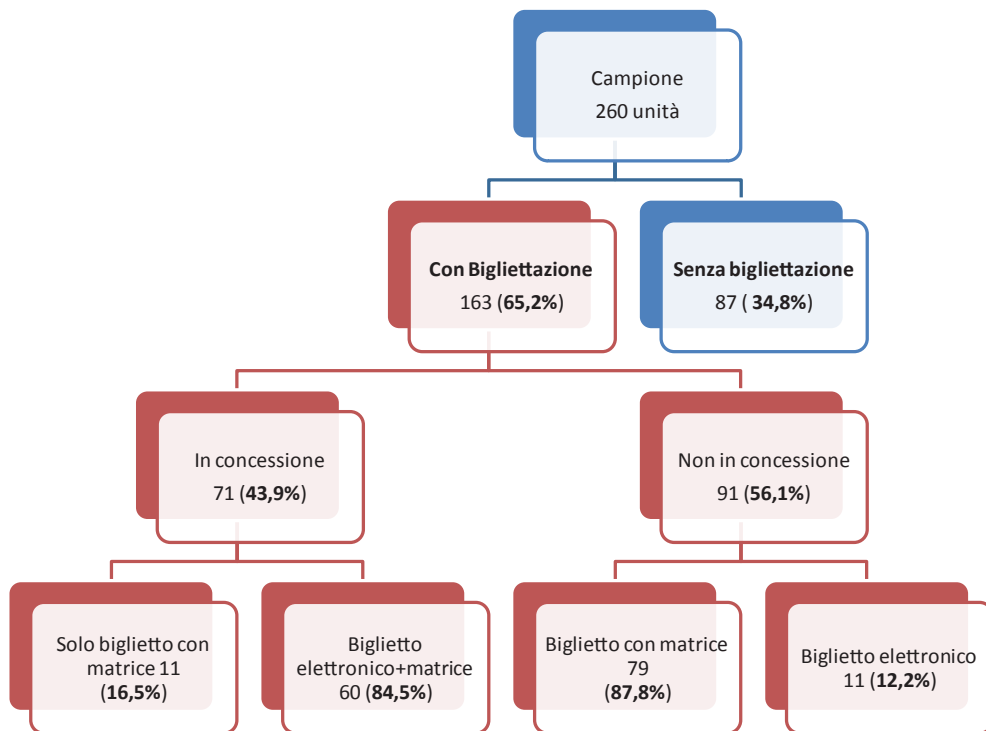 Campione
260 unità
Con Bigliettazione
163 (65,2%)
Senza bigliettazione
87 ( 34,8%)
In concessione
71 (43,9%)
Non in concessione
91 (56,1%)
Solo biglietto con
matrice 11
(16,5%)
Biglietto
elettronico+matrice
60 (84,5%)
Biglietto con matrice
79
(87,8%)
Biglietto elettronico
11 (12,2%)